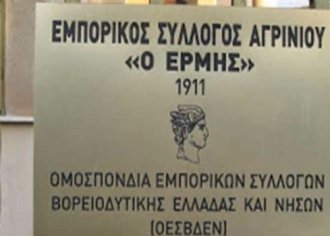 ΕΜΠΟΡΙΚΟΣ ΣΥΛΛΟΓΟΣ ΑΓΡΙΝΙΟΥ
«Ο ΕΡΜΗΣ»
1911
ΟΜΟΣΠΟΝΔΙΑ ΕΜΠΟΡΙΚΩΝ ΣΥΛΛΟΓΩΝ
ΒΟΡΕΙΟΔΥΤΙΚΗΣ ΕΛΛΑΔΑΣ ΚΑΙ ΝΗΣΩΝ
(ΟΕΣΒΔΕΝ)